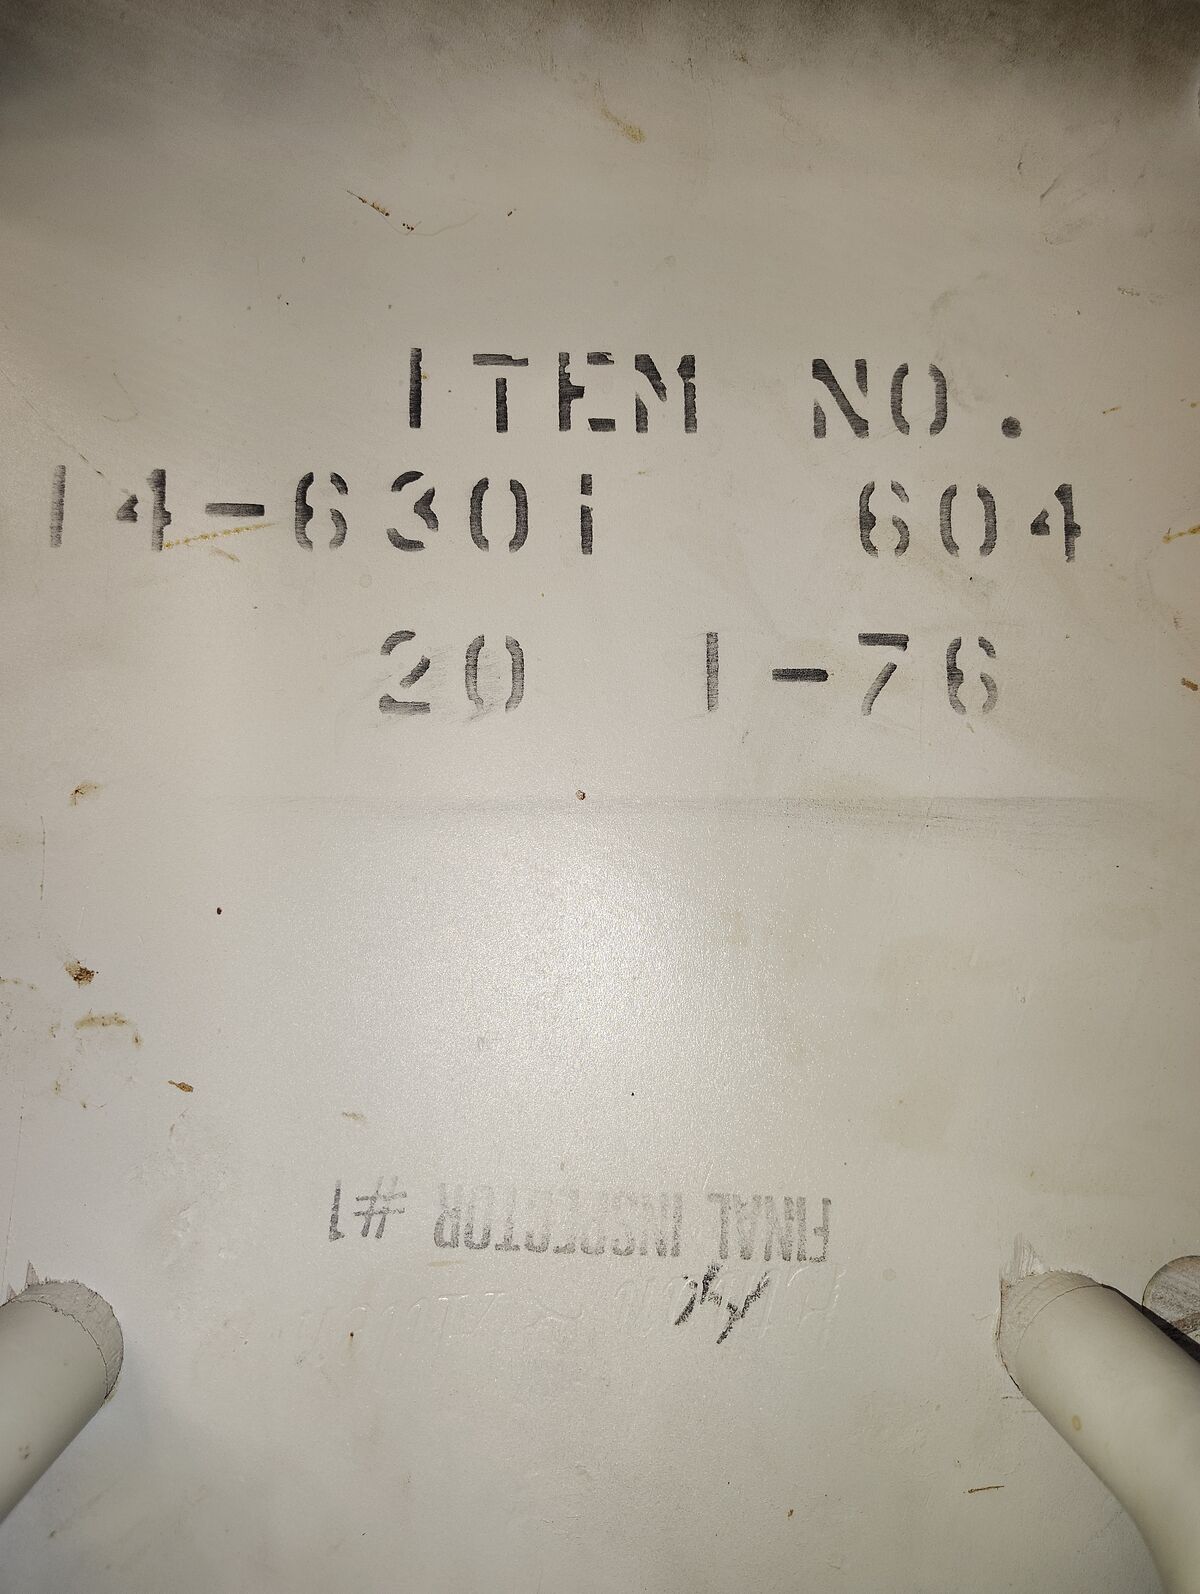 ITEM NO.
14-6301 604
20 1-76
FINAL INSPECTOR #1